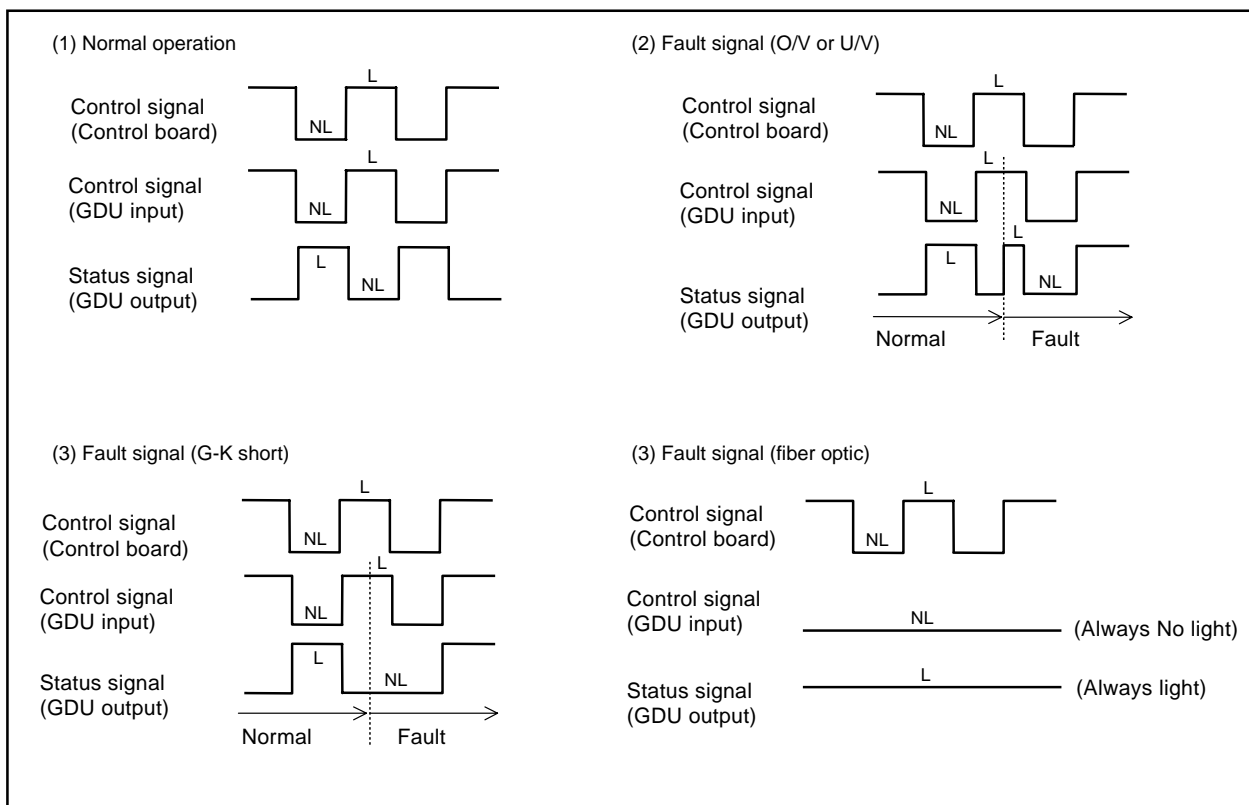 (1) Normal operation
L
Control signal
(Control board)
NL
L
Control signal
(GDU input)
NL
L
Status signal
(GDU output)
NL
(2) Fault signal (O/V or U/V)
L
Control signal
(Control board)
NL
L
Control signal
(GDU input)
NL
L
L
Status signal
(GDU output)
NL
Normal
Fault
(3) Fault signal (G-K short)
L
Control signal
(Control board)
NL
L
Control signal
(GDU input)
NL
L
Status signal
(GDU output)
NL
Normal
Fault
(3) Fault signal (fiber optic)
L
Control signal
(Control board)
NL
Control signal
(GDU input)
NL
(Always No light)
L
Status signal
(GDU output)
(Always light)